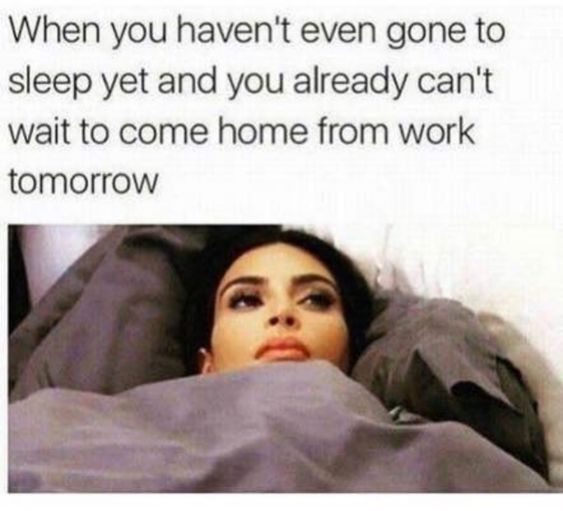 When you haven't even gone to
sleep yet and you already can't
wait to come home from work
tomorrow